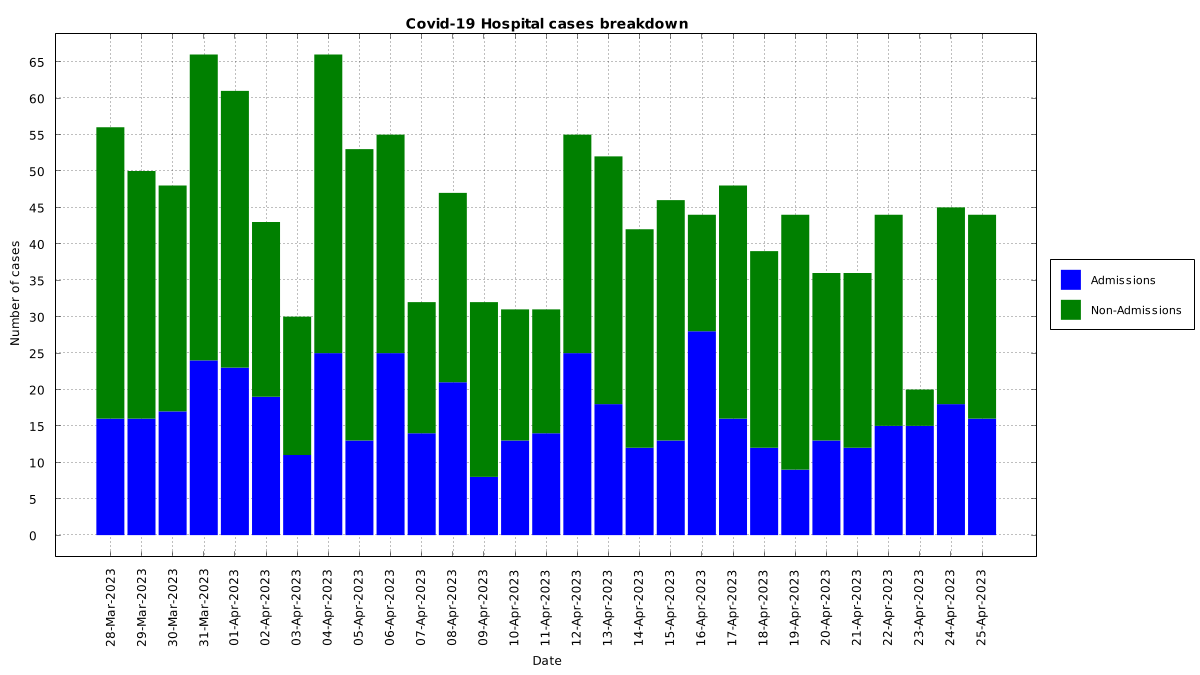 Covid-19 Hospital cases breakdown
65
60
55
50
45
40
35
30
25
20
15
10
5
0
Number of cases
Admissions
Non-Admissions
28-Mar-2023
29-Mar-2023
30-Mar-2023
31-Mar-2023
01-Apr-2023
02-Apr-2023
03-Apr-2023
04-Apr-2023
05-Apr-2023
06-Apr-2023
07-Apr-2023
08-Apr-2023
09-Apr-2023
10-Apr-2023
11-Apr-2023
12-Apr-2023
13-Apr-2023
14-Apr-2023
15-Apr-2023
16-Apr-2023
17-Apr-2023
18-Apr-2023
19-Apr-2023
20-Apr-2023
21-Apr-2023
22-Apr-2023
23-Apr-2023
24-Apr-2023
25-Apr-2023
Date